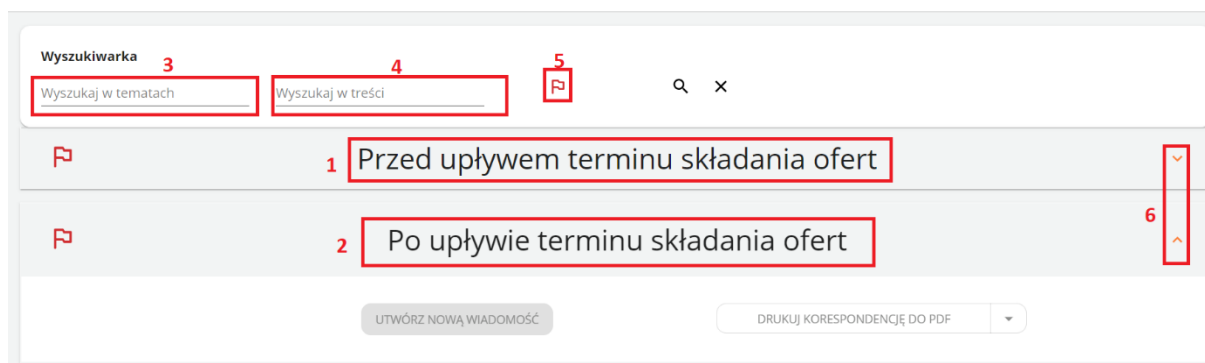 Wyszukiwarka
3 4 5
Wyszukaj w tematach Wyszukaj w treści
1 Przed upływem terminu składania ofert
6
2 Po upływie terminu składania ofert
UTWÓRZ NOWĄ WIADOMOŚĆ DRUKUJ KORESPONDENCJĘ DO PDF